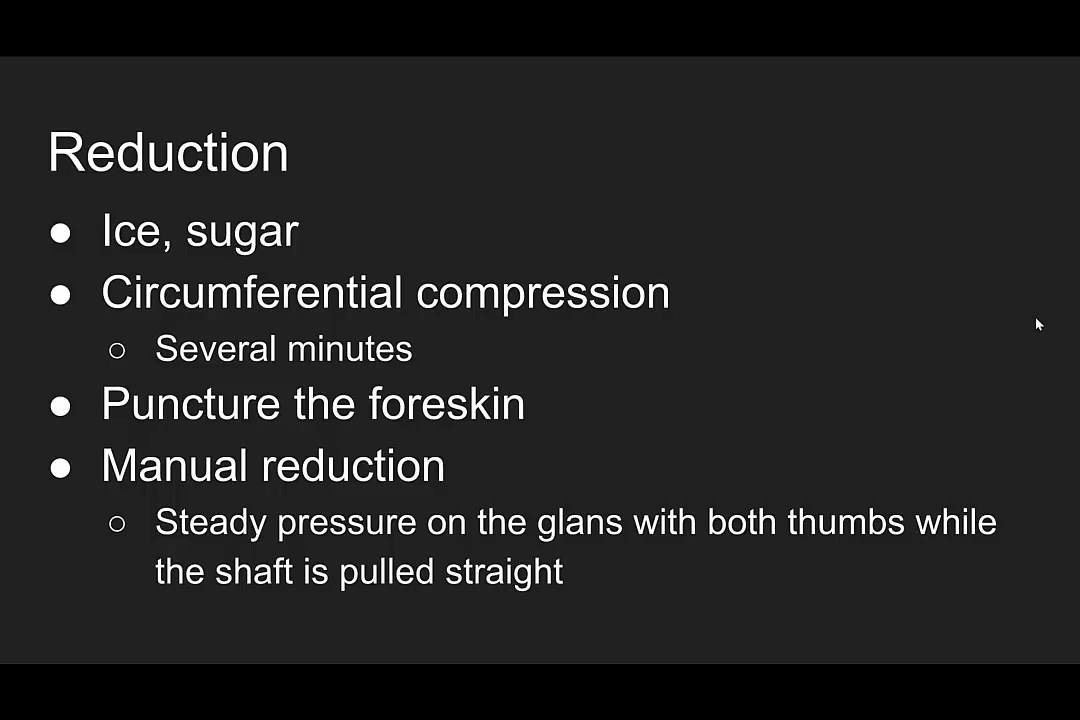 Reduction
● Ice, sugar
● Circumferential compression
○ Several minutes
● Puncture the foreskin
● Manual reduction
○ Steady pressure on the glans with both thumbs while
the shaft is pulled straight